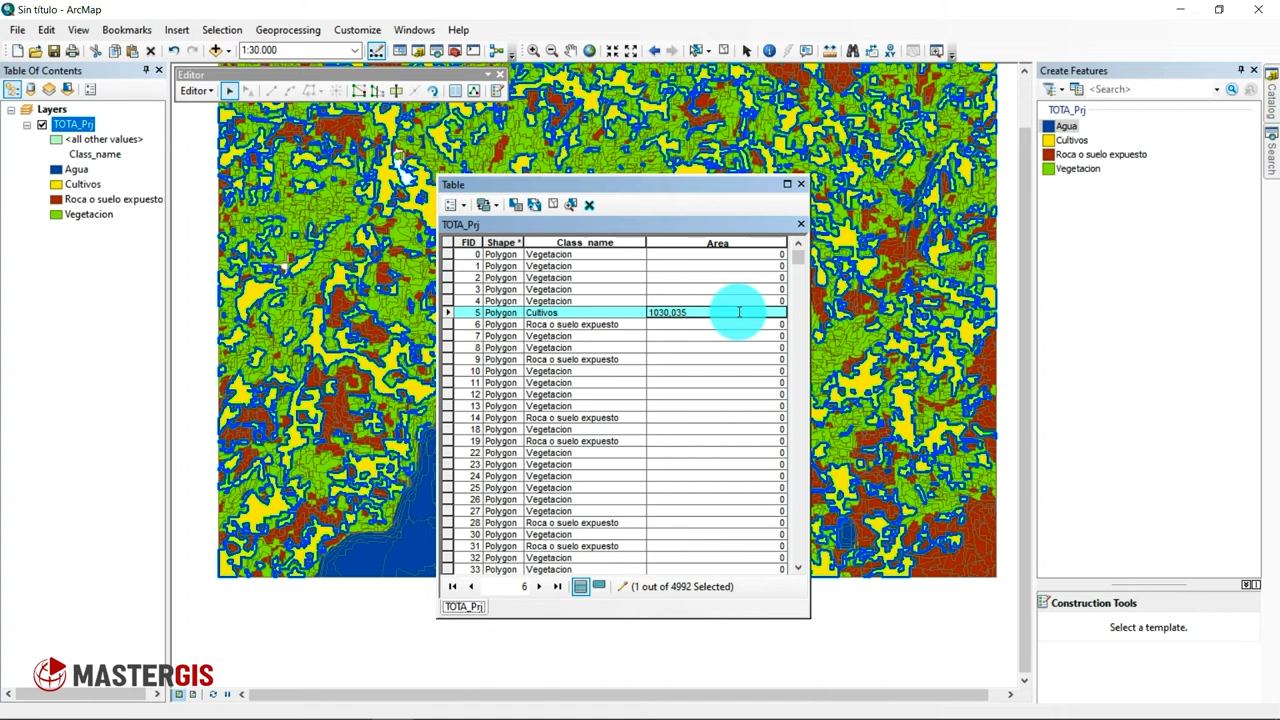 Sin título - ArcMap
File Edit View Bookmarks Insert Selection Geoprocessing Customize Windows Help
1:30.000
Table Of Contents
Layers
TOTA_Prj
<all other values>
Class_name
Agua
Cultivos
Roca o suelo expuesto
Vegetacion
Editor
Editor
Table
TOTA_Prj
FID Shape * Class_name Area
0 Polygon Vegetacion 0
1 Polygon Vegetacion 0
2 Polygon Vegetacion 0
3 Polygon Vegetacion 0
4 Polygon Vegetacion 0
5 Polygon Cultivos 1030,035
6 Polygon Roca o suelo expuesto 0
7 Polygon Vegetacion 0
8 Polygon Vegetacion 0
9 Polygon Roca o suelo expuesto 0
10 Polygon Vegetacion 0
11 Polygon Vegetacion 0
12 Polygon Vegetacion 0
13 Polygon Vegetacion 0
14 Polygon Roca o suelo expuesto 0
18 Polygon Vegetacion 0
19 Polygon Roca o suelo expuesto 0
22 Polygon Vegetacion 0
23 Polygon Vegetacion 0
24 Polygon Vegetacion 0
25 Polygon Vegetacion 0
26 Polygon Vegetacion 0
27 Polygon Vegetacion 0
28 Polygon Roca o suelo expuesto 0
30 Polygon Vegetacion 0
31 Polygon Roca o suelo expuesto 0
32 Polygon Vegetacion 0
33 Polygon Vegetacion 0
6 (1 out of 4992 Selected)
TOTA_Prj
Create Features
<Search>
TOTA_Prj
Agua
Cultivos
Roca o suelo expuesto
Vegetacion
Construction Tools
Select a template.
Catalog
Search
MASTERGIS